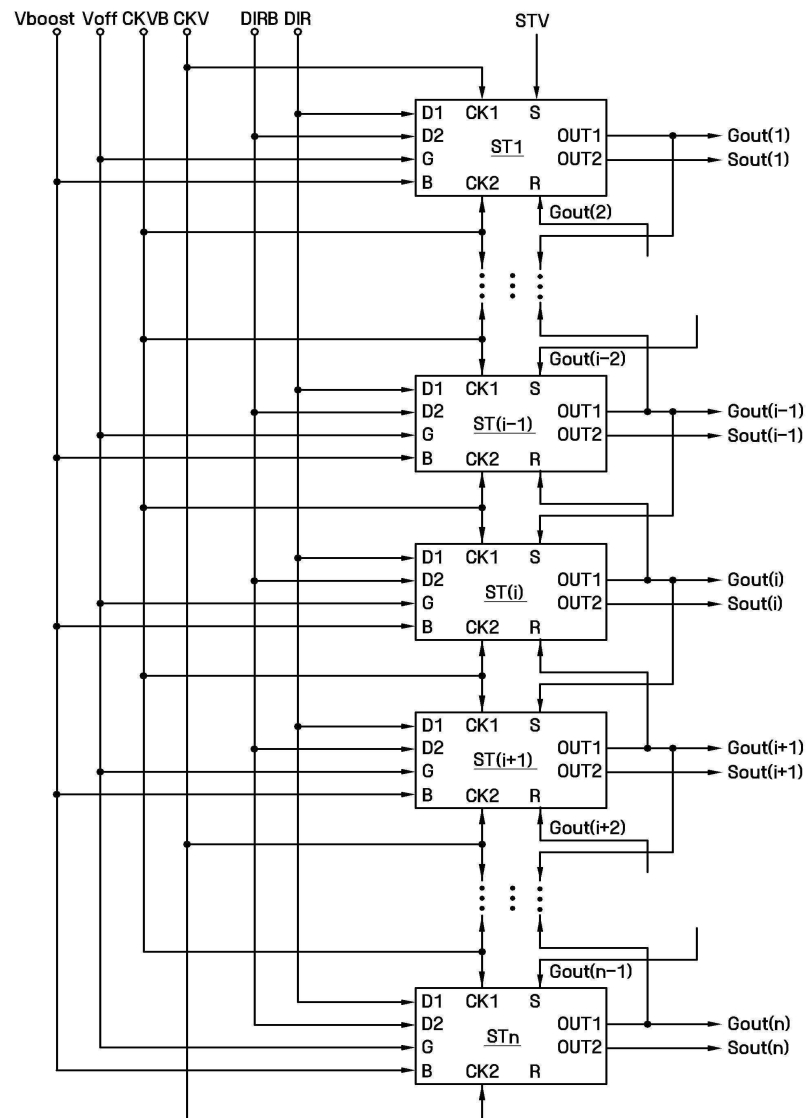 Vboost Voff CKVB CKV DIRB DIR
STV
D1 CK1 S
D2 OUT1 Gout(1)
ST1
G OUT2 Sout(1)
B CK2 R
Gout(2)
Gout(i-2)
D1 CK1 S
D2 OUT1 Gout(i-1)
ST(i-1)
G OUT2 Sout(i-1)
B CK2 R
D1 CK1 S
D2 OUT1 Gout(i)
ST(i)
G OUT2 Sout(i)
B CK2 R
D1 CK1 S
D2 OUT1 Gout(i+1)
ST(i+1)
G OUT2 Sout(i+1)
B CK2 R
Gout(i+2)
Gout(n-1)
D1 CK1 S
D2 OUT1 Gout(n)
STn
G OUT2 Sout(n)
B CK2 R